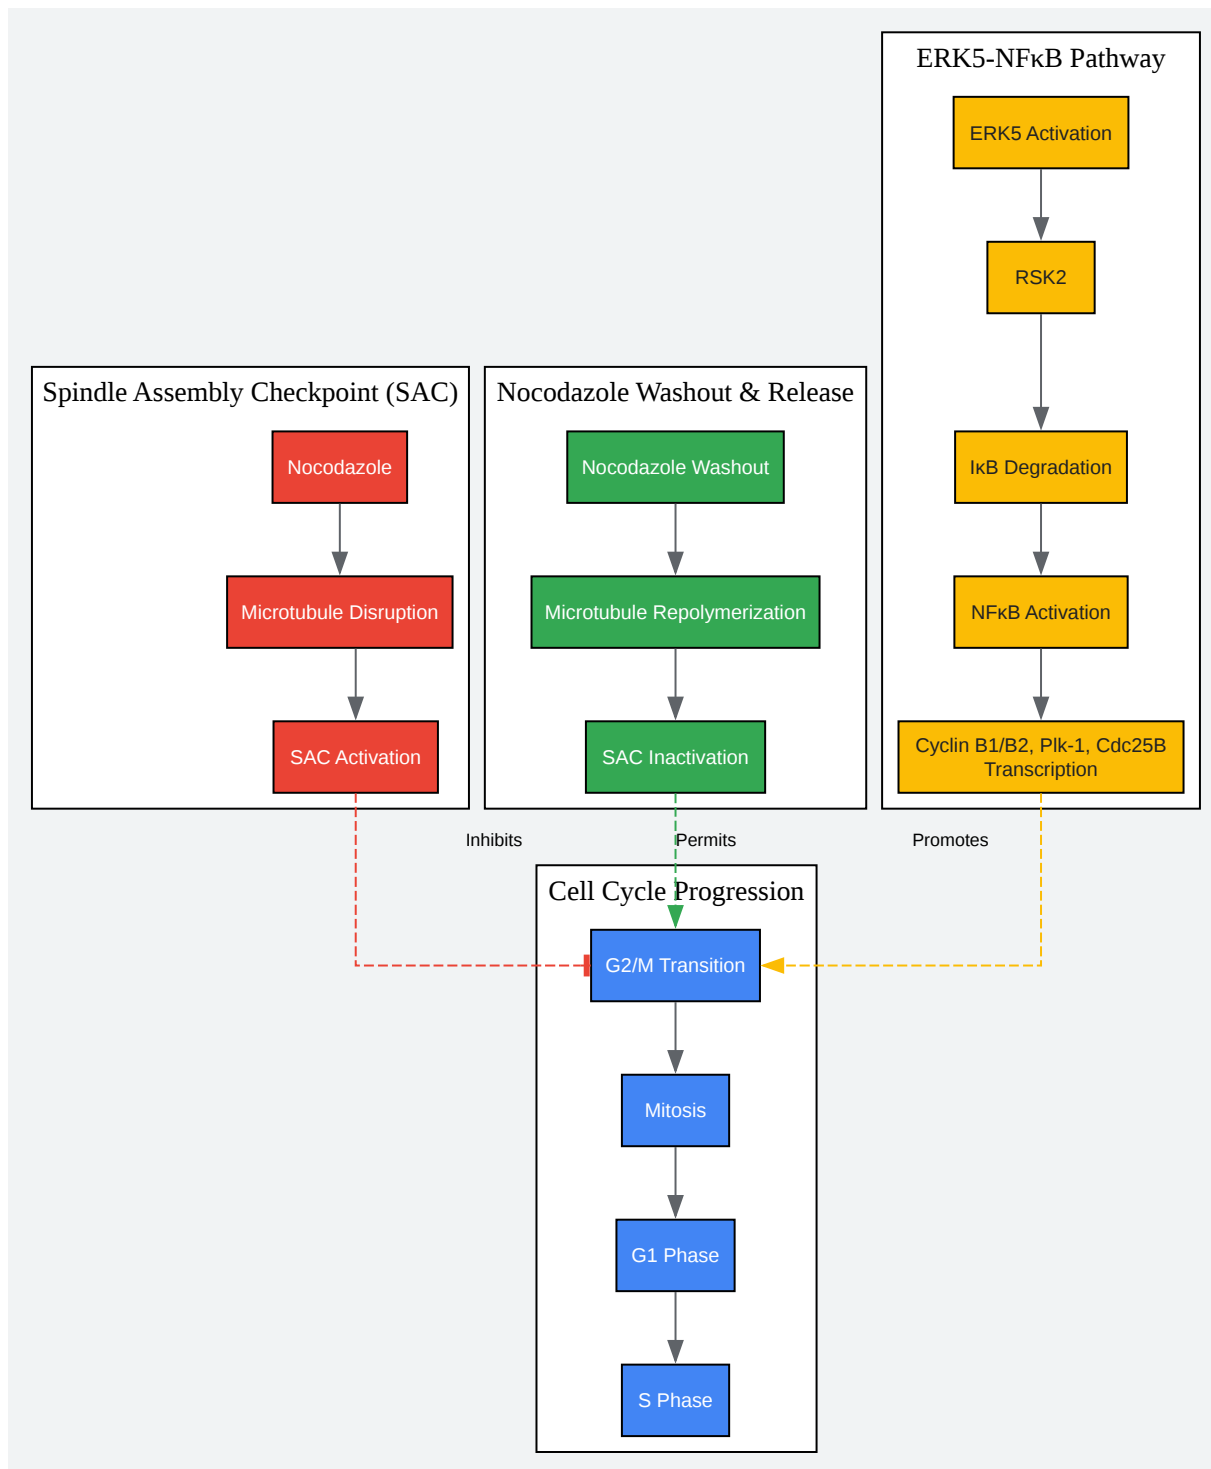 ERK5-NFκB Pathway
ERK5 Activation
RSK2
IκB Degradation
NFκB Activation
Cyclin B1/B2, Plk-1, Cdc25B
Transcription
Spindle Assembly Checkpoint (SAC)
Nocodazole
Microtubule Disruption
SAC Activation
Nocodazole Washout & Release
Nocodazole Washout
Microtubule Repolymerization
SAC Inactivation
Inhibits
Permits
Promotes
Cell Cycle Progression
G2/M Transition
Mitosis
G1 Phase
S Phase